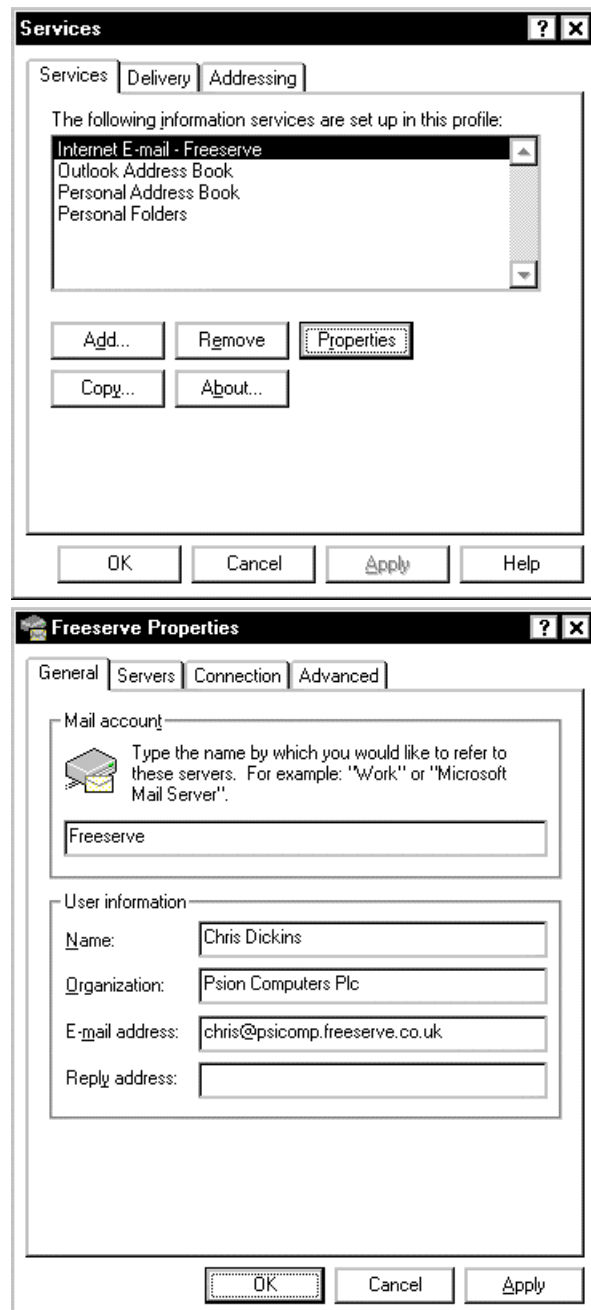 Services
Services Delivery Addressing
The following information services are set up in this profile:
Internet E-mail - Freeserve
Outlook Address Book
Personal Address Book
Personal Folders
Add... Remove Properties
Copy... About...
OK Cancel Apply Help
Freeserve Properties
General Servers Connection Advanced
Mail account
Type the name by which you would like to refer to
these servers. For example: "Work" or "Microsoft
Mail Server".
Freeserve
User information
Name: Chris Dickins
Organization: Psion Computers Plc
E-mail address: chris@psicomp.freeserve.co.uk
Reply address:
OK Cancel Apply